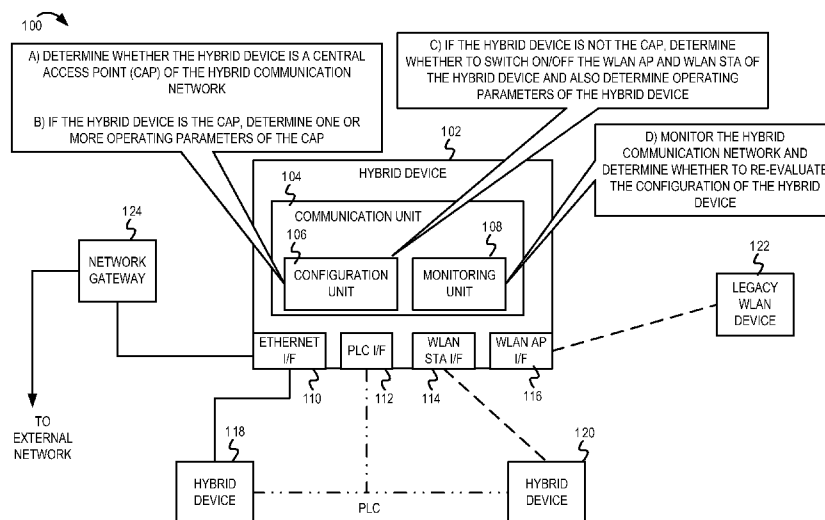 100
A) DETERMINE WHETHER THE HYBRID DEVICE IS A CENTRAL
ACCESS POINT (CAP) OF THE HYBRID COMMUNICATION
NETWORK
B) IF THE HYBRID DEVICE IS THE CAP, DETERMINE ONE OR
MORE OPERATING PARAMETERS OF THE CAP
C) IF THE HYBRID DEVICE IS NOT THE CAP, DETERMINE
WHETHER TO SWITCH ON/OFF THE WLAN AP AND WLAN STA OF
THE HYBRID DEVICE AND ALSO DETERMINE OPERATING
PARAMETERS OF THE HYBRID DEVICE
D) MONITOR THE HYBRID
COMMUNICATION NETWORK AND
DETERMINE WHETHER TO RE-EVALUATE
THE CONFIGURATION OF THE HYBRID
DEVICE
102
HYBRID DEVICE
104
COMMUNICATION UNIT
106
CONFIGURATION
UNIT
108
MONITORING
UNIT
124
NETWORK
GATEWAY
122
LEGACY
WLAN
DEVICE
ETHERNET
I/F
PLC I/F
WLAN
STA I/F
WLAN AP
I/F
110
112
114
116
TO
EXTERNAL
NETWORK
118
HYBRID
DEVICE
PLC
120
HYBRID
DEVICE